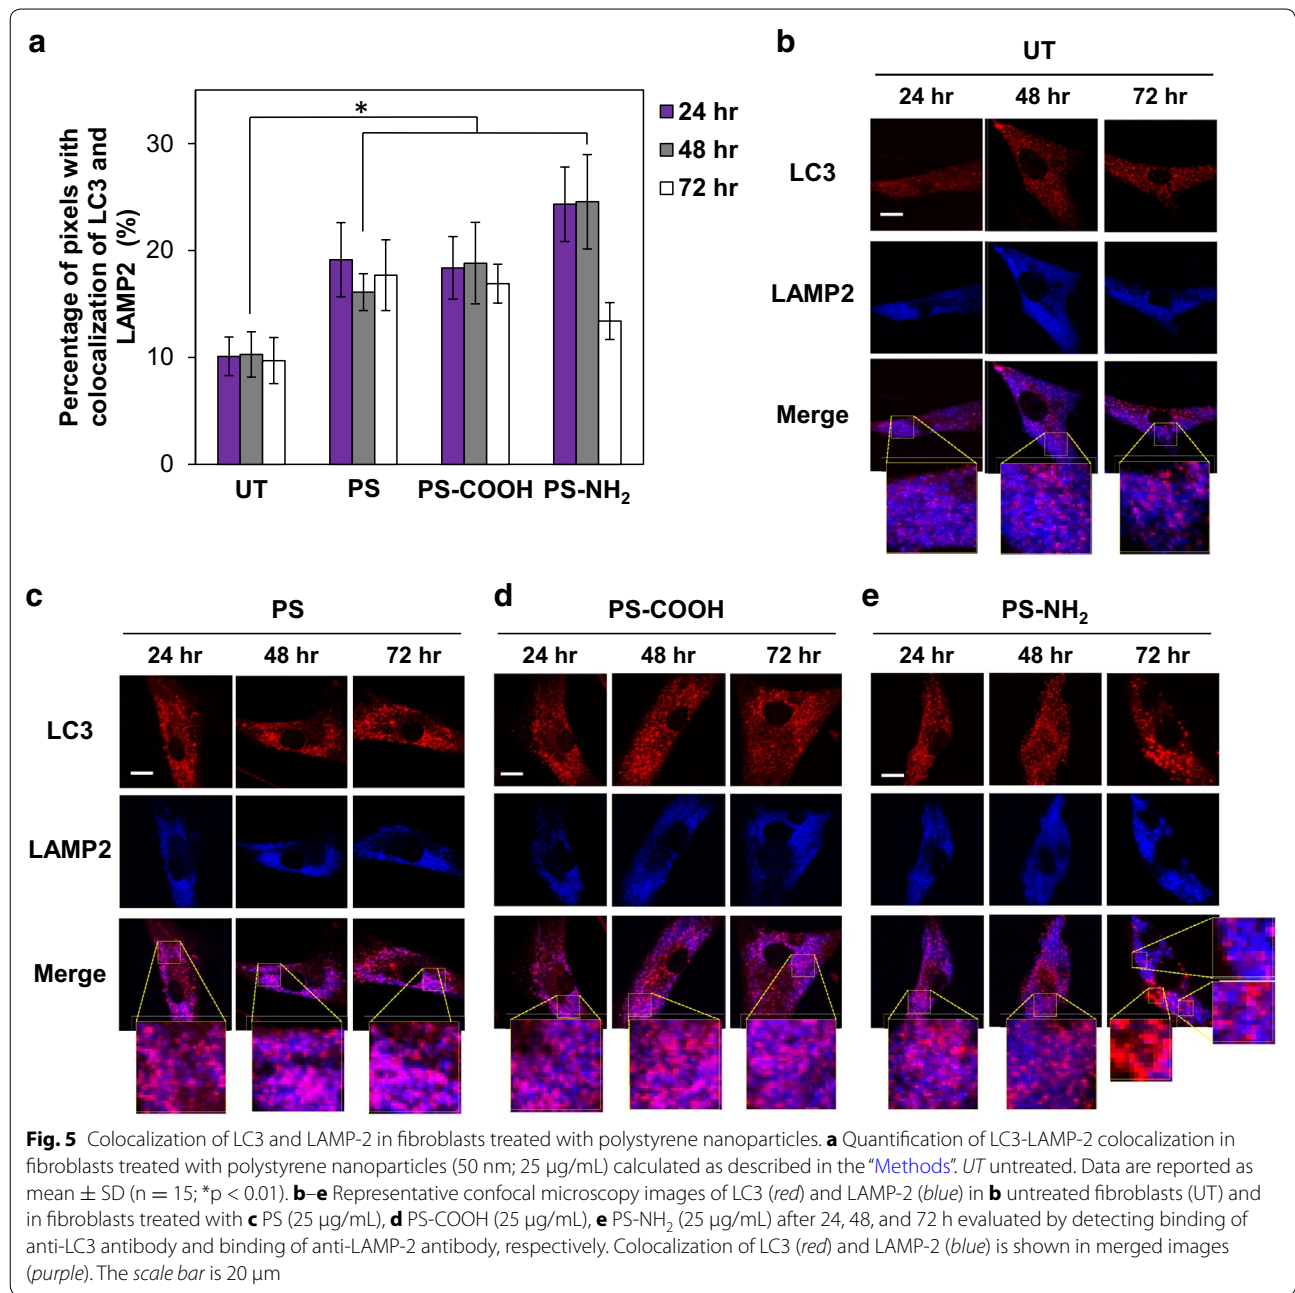 a
Percentage of pixels with
colocalization of LC3 and
LAMP2 (%)
30
20
10
0
*
24 hr
48 hr
72 hr
UT PS PS-COOH PS-NH₂
b
UT
24 hr 48 hr 72 hr
LC3
LAMP2
Merge
c
PS
24 hr 48 hr 72 hr
LC3
LAMP2
Merge
d
PS-COOH
24 hr 48 hr 72 hr
e
PS-NH₂
24 hr 48 hr 72 hr
Fig. 5 Colocalization of LC3 and LAMP-2 in fibroblasts treated with polystyrene nanoparticles. a Quantification of LC3-LAMP-2 colocalization in
fibroblasts treated with polystyrene nanoparticles (50 nm; 25 μg/mL) calculated as described in the “Methods”. UT untreated. Data are reported as
mean ± SD (n = 15; *p < 0.01). b–e Representative confocal microscopy images of LC3 (red) and LAMP-2 (blue) in b untreated fibroblasts (UT) and
in fibroblasts treated with c PS (25 μg/mL), d PS-COOH (25 μg/mL), e PS-NH₂ (25 μg/mL) after 24, 48, and 72 h evaluated by detecting binding of
anti-LC3 antibody and binding of anti-LAMP-2 antibody, respectively. Colocalization of LC3 (red) and LAMP-2 (blue) is shown in merged images
(purple). The scale bar is 20 μm